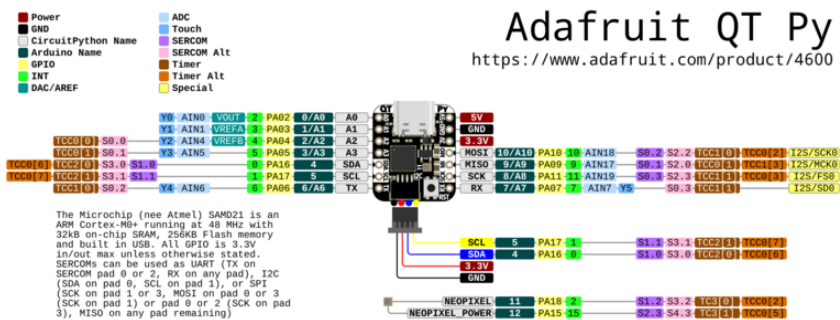 Adafruit QT Py
https://www.adafruit.com/product/4600
Power ADC
GND Touch
CircuitPython Name SERCOM
Arduino Name SERCOM Alt
GPIO Timer
INT Timer Alt
DAC/AREF Special
QT PY
Y0 AIN0 VOUT 2 PA02 0/A0 A0 5V
Y1 AIN1 VREFA 3 PA03 1/A1 A1 GND
TCC0[0] S0.0 Y2 AIN4 VREFB 4 PA04 2/A2 A2 3.3V
TCC0[1] S0.1 Y3 AIN5 5 PA05 3/A3 A3 MOSI 10/A10 PA10 10 AIN18 S0.2 S2.2 TCC1[0] TCC0[2] I2S/SCK0
TCC0[6] TCC2[0] S3.0 S1.0 0 PA16 4 SDA MISO 9/A9 PA09 9 AIN17 S0.1 S2.1 TCC0[1] TCC1[3] I2S/MCK0
TCC0[7] TCC2[1] S3.1 S1.1 1 PA17 5 SCL SCK 8/A8 PA11 11 AIN19 S0.3 S2.3 TCC1[1] TCC0[3] I2S/FS0
TCC1[0] S0.2 Y4 AIN6 6 PA06 6/A6 TX RX 7/A7 PA07 7 AIN7 Y5 S0.3 TCC1[1] I2S/SD0
The Microchip (nee Atmel) SAMD21 is an
ARM Cortex-M0+ running at 48 MHz with
32kB on-chip SRAM, 256KB Flash memory
and built in USB. All GPIO is 3.3V
in/out max unless otherwise stated.
SERCOMs can be used as UART (TX on
SERCOM pad 0 or 2, RX on any pad), I2C
(SDA on pad 0, SCL on pad 1), or SPI
(SCK on pad 1 or 3, MOSI on pad 0 or 3
(SCK on pad 1) or pad 0 or 2 (SCK on pad
3), MISO on any pad remaining)
SCL 5 PA17 1 S1.1 S3.1 TCC2[1] TCC0[7]
SDA 4 PA16 0 S1.0 S3.0 TCC2[0] TCC0[6]
3.3V
GND
NEOPIXEL 11 PA18 2 S1.2 S3.2 TC3[0] TCC0[2]
NEOPIXEL_POWER 12 PA15 15 S2.3 S4.3 TC3[1] TCC0[5]